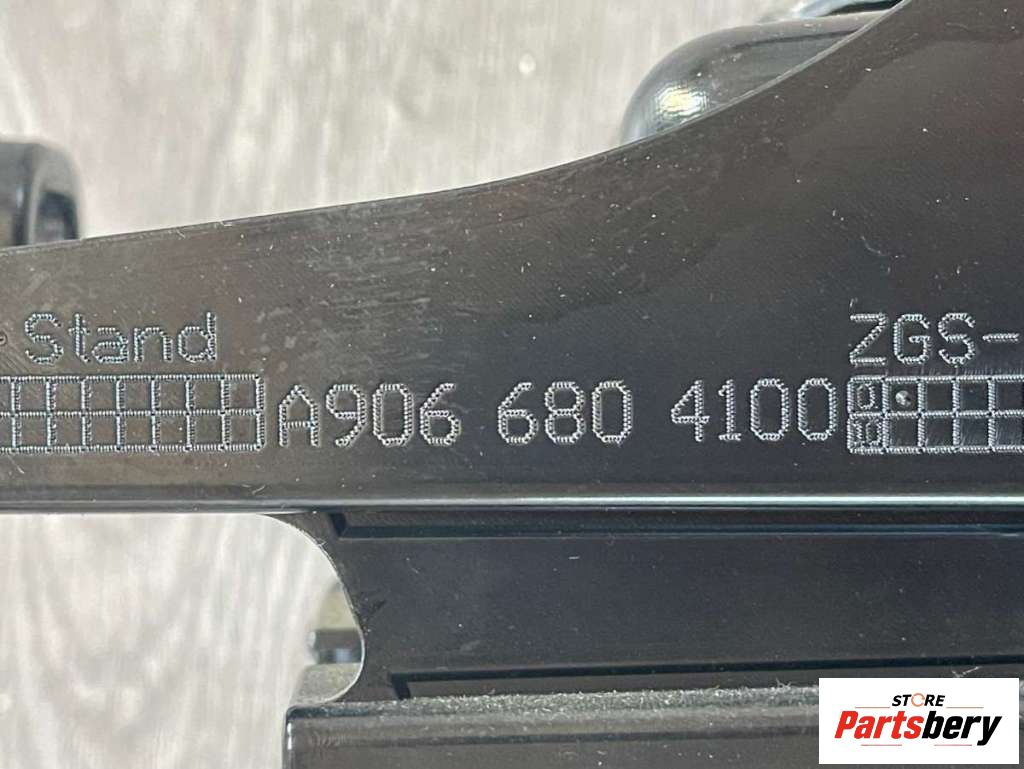 Stand
ZGS-
A906 680 4100
STORE
Partsbery